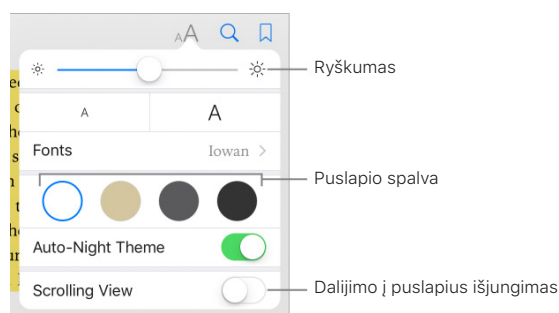 AA
Ryškumas
A A
Fonts Iowan >
Puslapio spalva
Auto-Night Theme
Scrolling View
Dalijimo į puslapius išjungimas